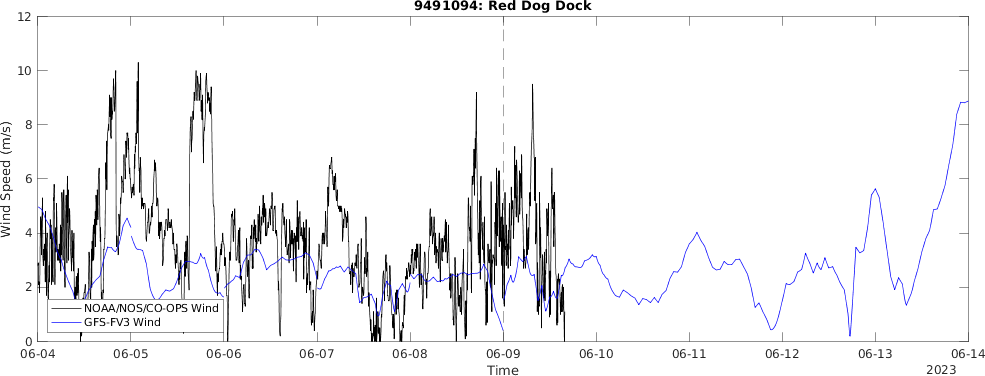 9491094: Red Dog Dock
Wind Speed (m/s)
12
10
8
6
4
2
0
NOAA/NOS/CO-OPS Wind
GFS-FV3 Wind
06-04 06-05 06-06 06-07 06-08 06-09 06-10 06-11 06-12 06-13 06-14
Time
2023